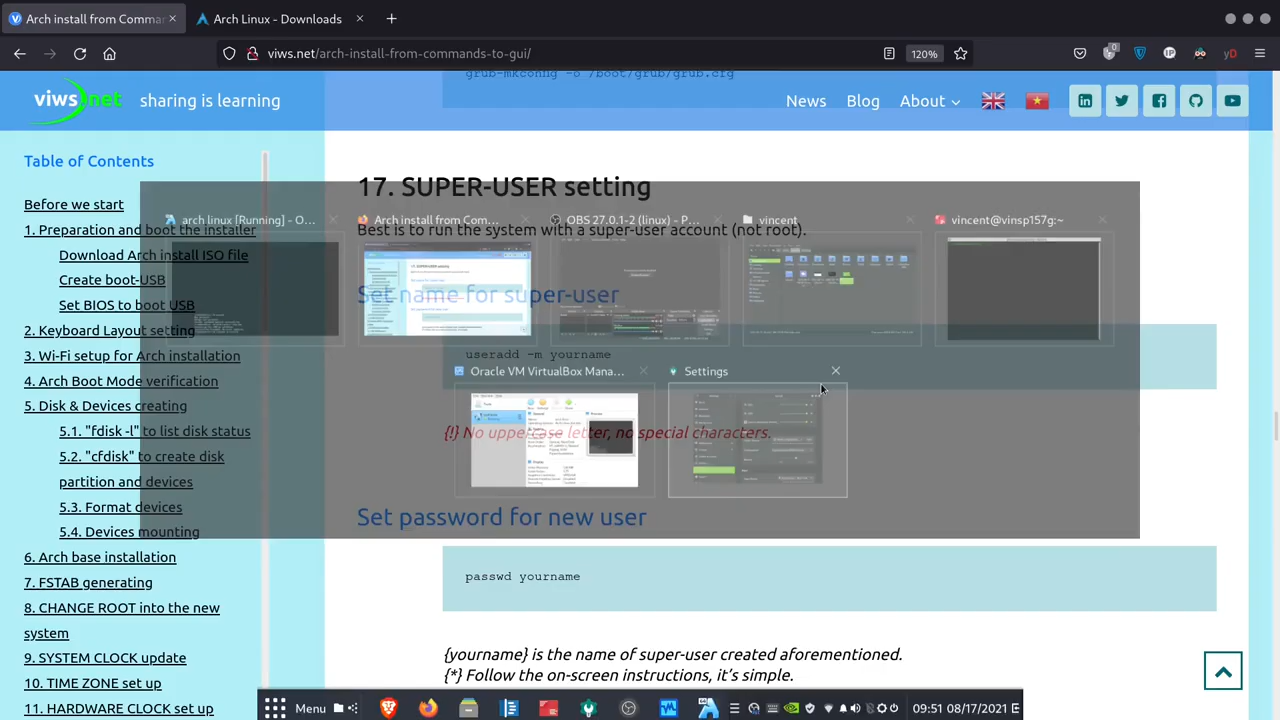 Arch install from Commar
Arch Linux - Downloads
viws.net/arch-install-from-commands-to-gui/
120%
0
viws net
sharing is learning
News
Blog
About
grub-mkconfig -o /boot/grub/grub.cfg
Table of Contents
Before we start
1. Preparation and boot the installer
Download Arch install ISO file
Create boot-USB
Set BIOS to boot USB
2. Keyboard Layout setting
3. Wi-Fi setup for Arch installation
4. Arch Boot Mode verification
5. Disk & Devices creating
5.1. "fdisk -l" to list disk status
5.2. "cfdisk" to create disk
partition and devices
5.3. Format devices
5.4. Devices mounting
6. Arch base installation
7. FSTAB generating
8. CHANGE ROOT into the new
system
9. SYSTEM CLOCK update
10. TIME ZONE set up
11. HARDWARE CLOCK set up
17. SUPER-USER setting
arch linux [Running] - O...
Arch install from Com...
OBS 27.0.1-2 (linux) - P...
vincent
vincent@vinsp157g:~
Best is to run the system with a super-user account (not root).
Set name for super-user
useradd -m yourname
Oracle VM VirtualBox Mana...
Settings
{!} No uppercase letter, no special characters.
Set password for new user
passwd yourname
{yourname} is the name of super-user created aforementioned.
{*} Follow the on-screen instructions, it's simple.
Menu
09:51 08/17/2021